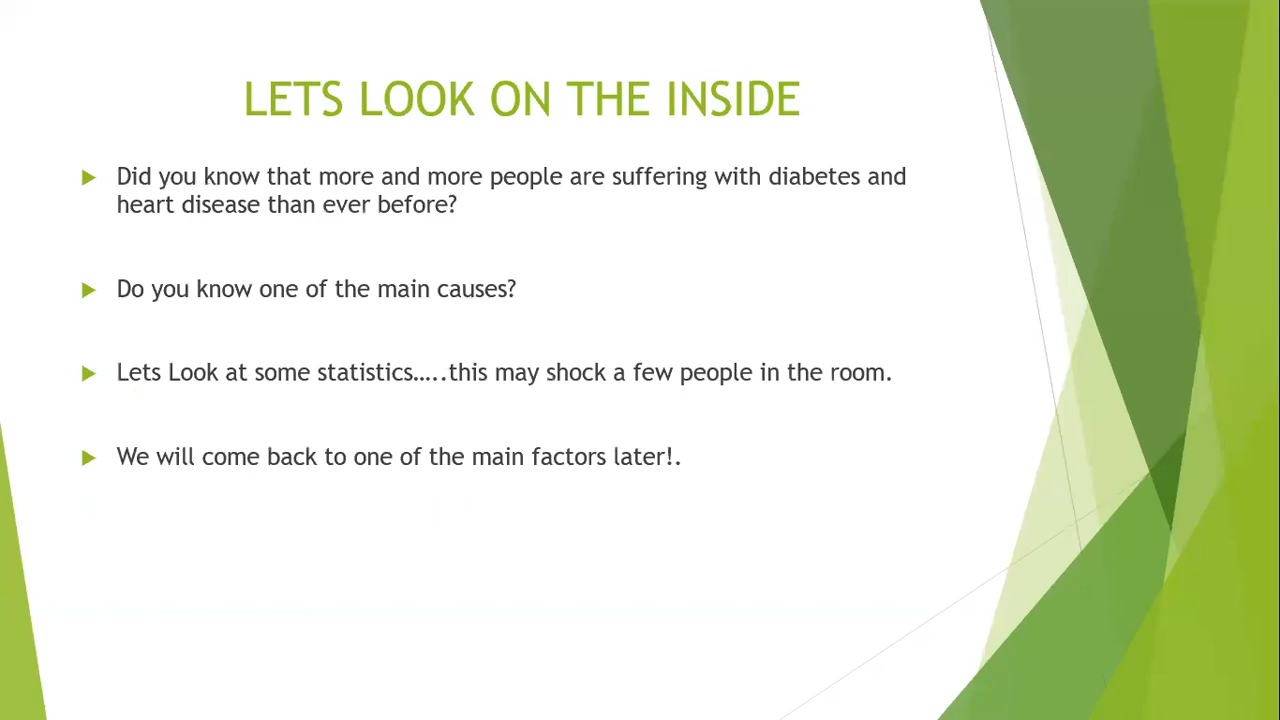 LETS LOOK ON THE INSIDE
Did you know that more and more people are suffering with diabetes and
heart disease than ever before?
Do you know one of the main causes?
Lets Look at some statistics…..this may shock a few people in the room.
We will come back to one of the main factors later!.